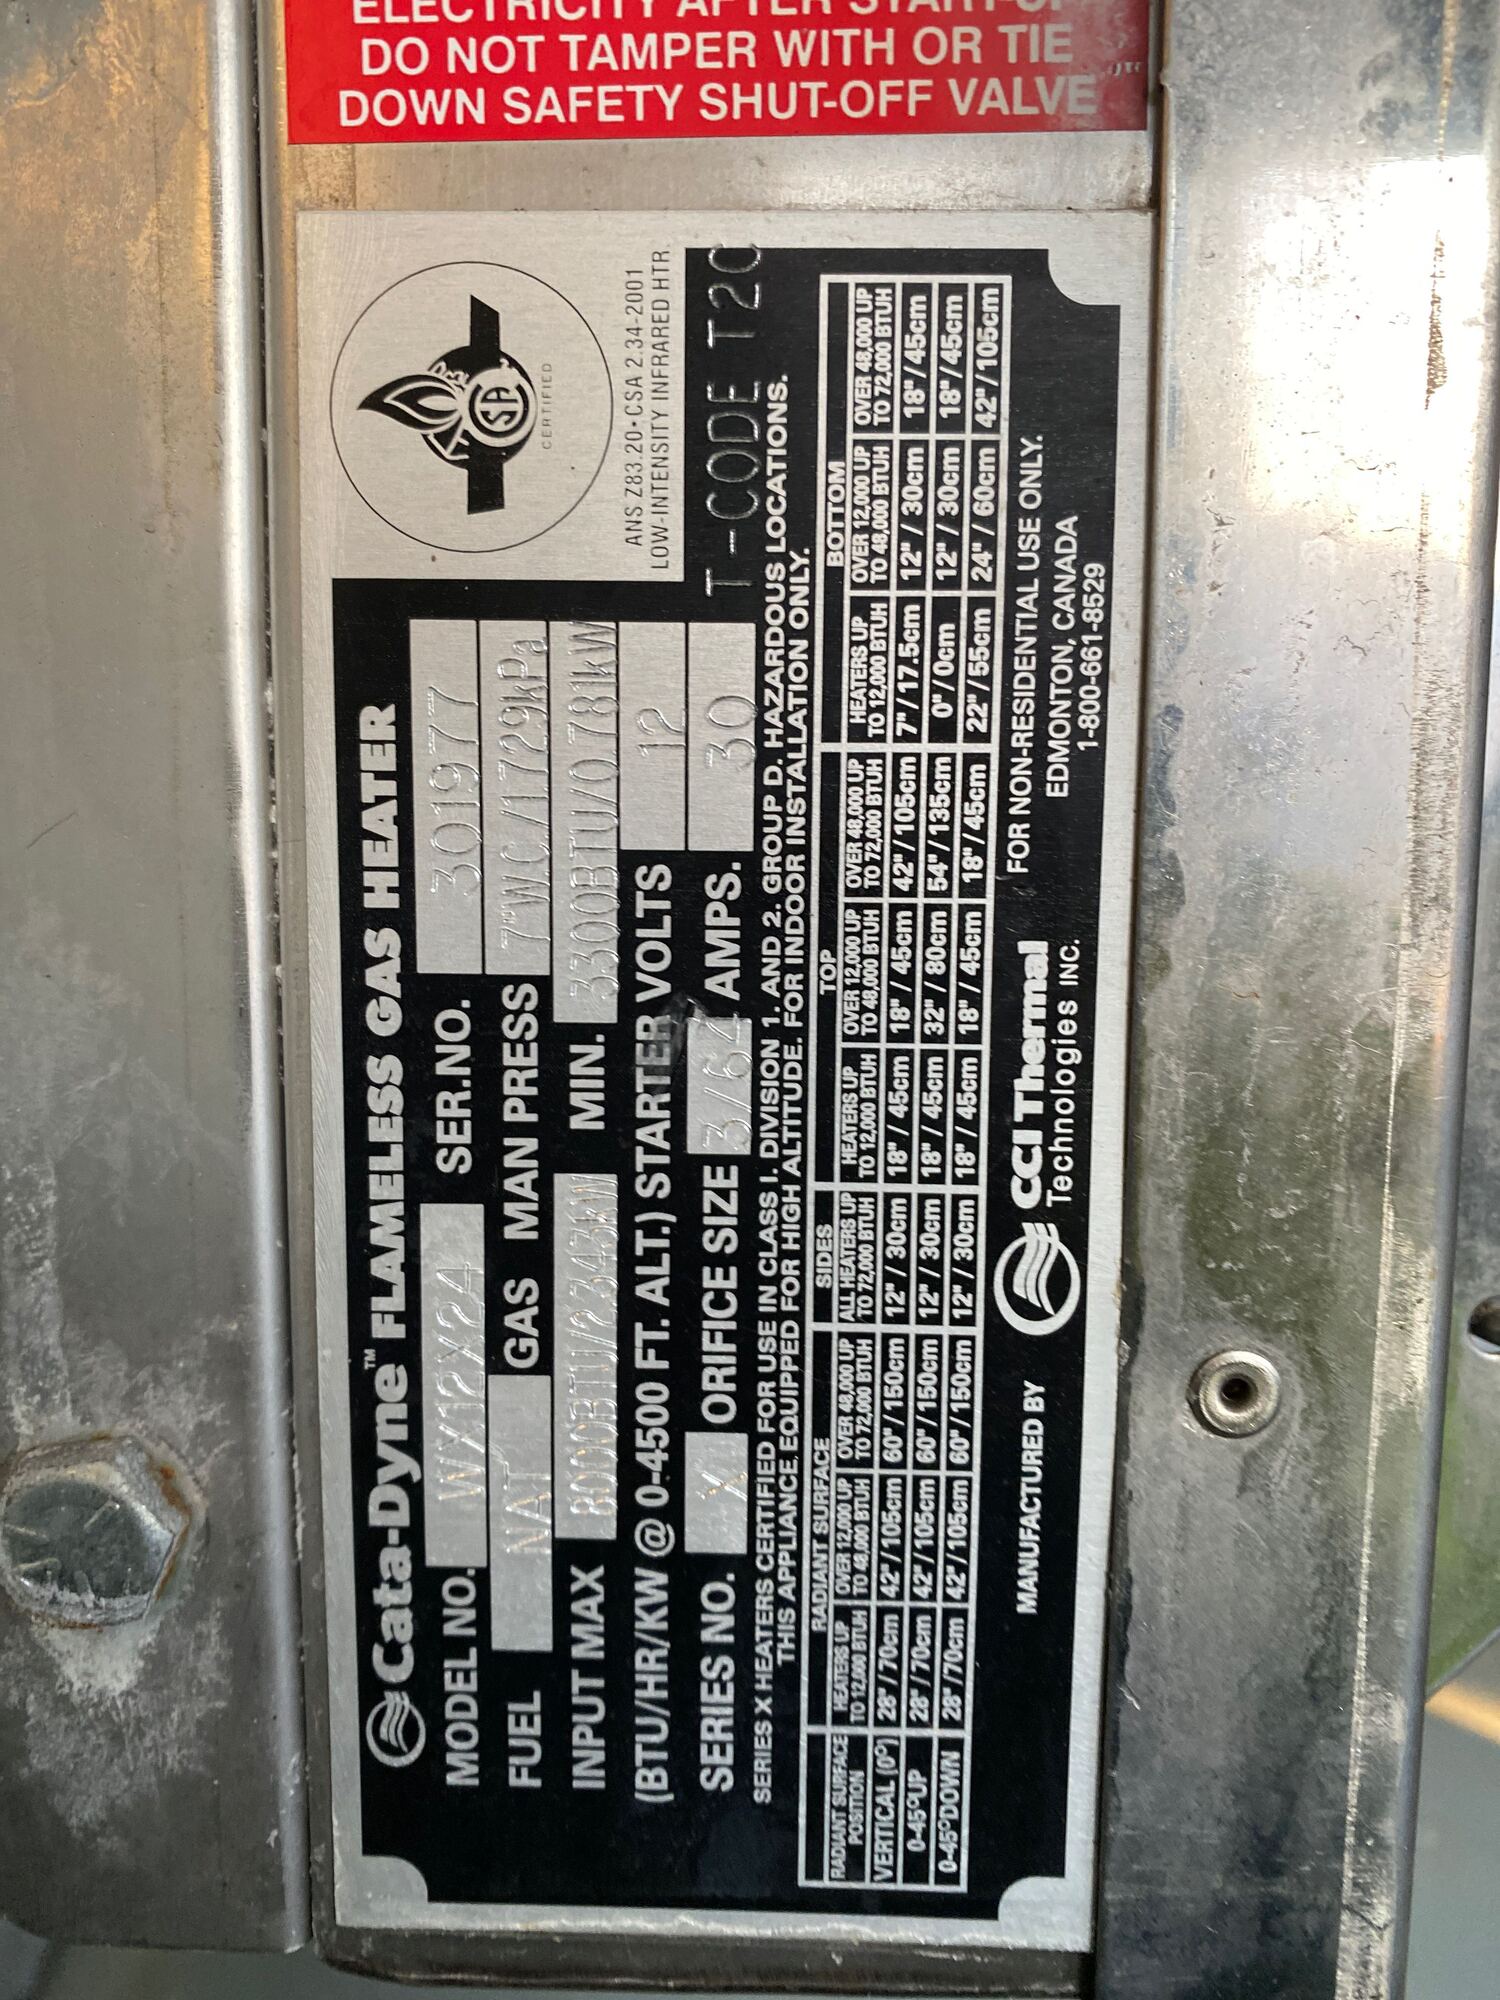 ELECTRICITY AFTER START-UP
DO NOT TAMPER WITH OR TIE
DOWN SAFETY SHUT-OFF VALVE
Cata-Dyne™ FLAMELESS GAS HEATER
MODEL NO. WX12X24 SER.NO. 301977
FUEL NAT GAS MAN PRESS 7"WC/1.729kPa
INPUT MAX 8000BTU/2.343kW MIN. 3300BTU/0.781kW
(BTU/HR/KW @ 0-4500 FT. ALT.) STARTER VOLTS 12
SERIES NO. X ORIFICE SIZE 3/64 AMPS. 30
CERTIFIED
ANS Z83.20 • CSA 2.34-2001
LOW-INTENSITY INFRARED HTR
T-CODE T2C
SERIES X HEATERS CERTIFIED FOR USE IN CLASS I. DIVISION 1. AND 2. GROUP D. HAZARDOUS LOCATIONS.
THIS APPLIANCE EQUIPPED FOR HIGH ALTITUDE. FOR INDOOR INSTALLATION ONLY.
RADIANT SURFACE SIDES TOP BOTTOM
RADIANT SURFACE POSITION HEATERS UP TO 12,000 BTUH OVER 12,000 UP TO 48,000 BTUH OVER 48,000 UP TO 72,000 BTUH ALL HEATERS UP TO 72,000 BTUH HEATERS UP TO 12,000 BTUH OVER 12,000 UP TO 48,000 BTUH OVER 48,000 UP TO 72,000 BTUH HEATERS UP TO 12,000 BTUH OVER 12,000 UP TO 48,000 BTUH OVER 48,000 UP TO 72,000 BTUH
VERTICAL (0º) 28" / 70cm 42" / 105cm 60" / 150cm 12" / 30cm 18" / 45cm 18" / 45cm 42" / 105cm 7" / 17.5cm 12" / 30cm 18" / 45cm
0-45ºUP 28" / 70cm 42" / 105cm 60" / 150cm 12" / 30cm 18" / 45cm 32" / 80cm 54" / 135cm 0" / 0cm 12" / 30cm 18" / 45cm
0-45ºDOWN 28" /70cm 42" / 105cm 60" / 150cm 12" / 30cm 18" / 45cm 18" / 45cm 18" / 45cm 22" / 55cm 24" / 60cm 42" / 105cm
MANUFACTURED BY CCI Thermal
Technologies INC.
FOR NON-RESIDENTIAL USE ONLY.
EDMONTON, CANADA
1-800-661-8529